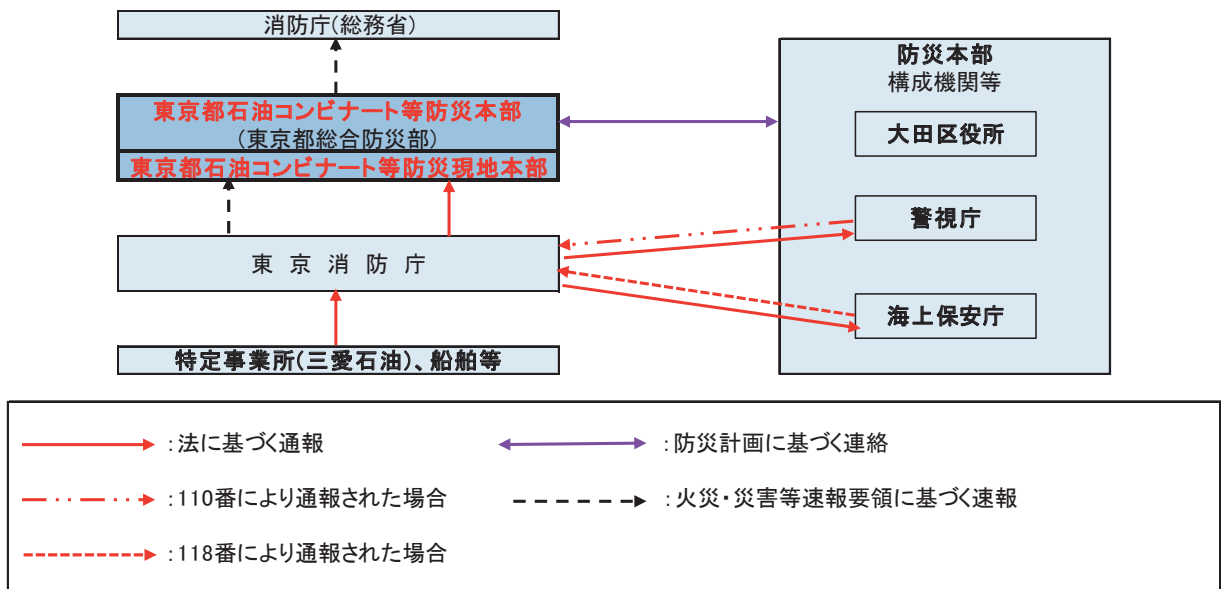 消防庁(総務省)
東京都石油コンビナート等防災本部
(東京都総合防災部)
東京都石油コンビナート等防災現地本部
東京消防庁
特定事業所(三愛石油)、船舶等
防災本部
構成機関等
大田区役所
警視庁
海上保安庁
:法に基づく通報
:防災計画に基づく連絡
:110番により通報された場合
:火災・災害等速報要領に基づく速報
:118番により通報された場合